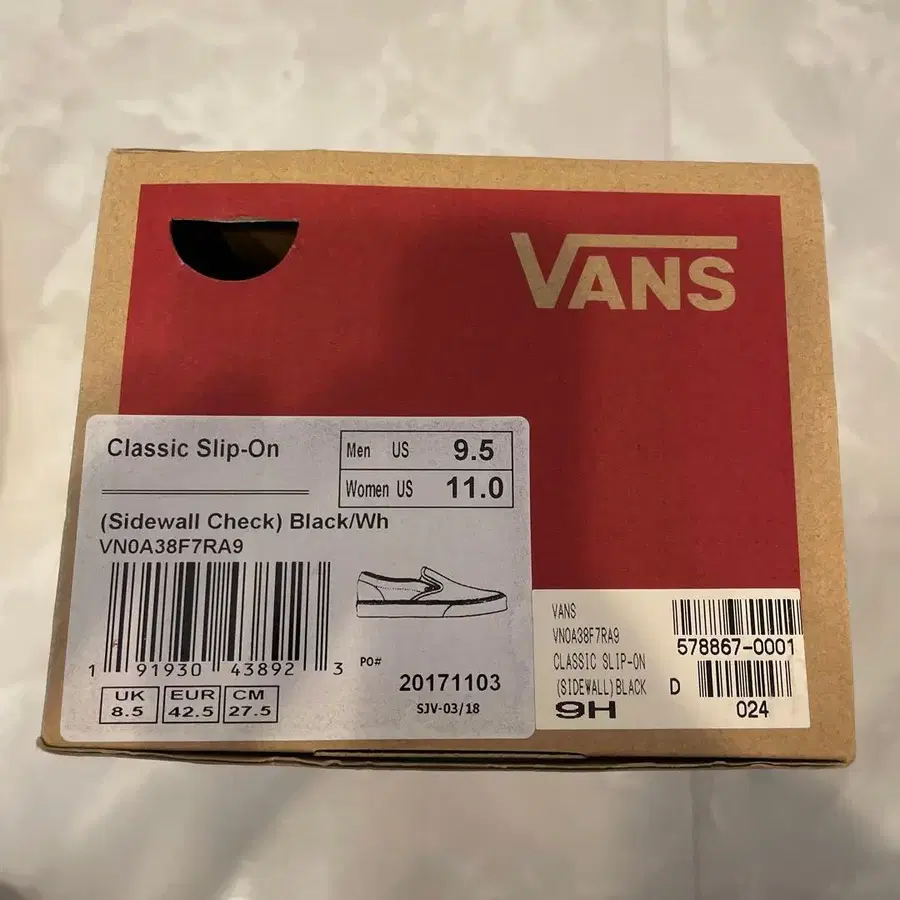 VANS
Classic Slip-On
Men US 9.5
Women US 11.0
(Sidewall Check) Black/Wh
VN0A38F7RA9
1 91930 43892 3
PO#
20171103
SJV-03/18
UK 8.5
EUR 42.5
CM 27.5
VANS
VN0A38F7RA9
CLASSIC SLIP-ON
(SIDEWALL)BLACK
9H
578867-0001
D
024